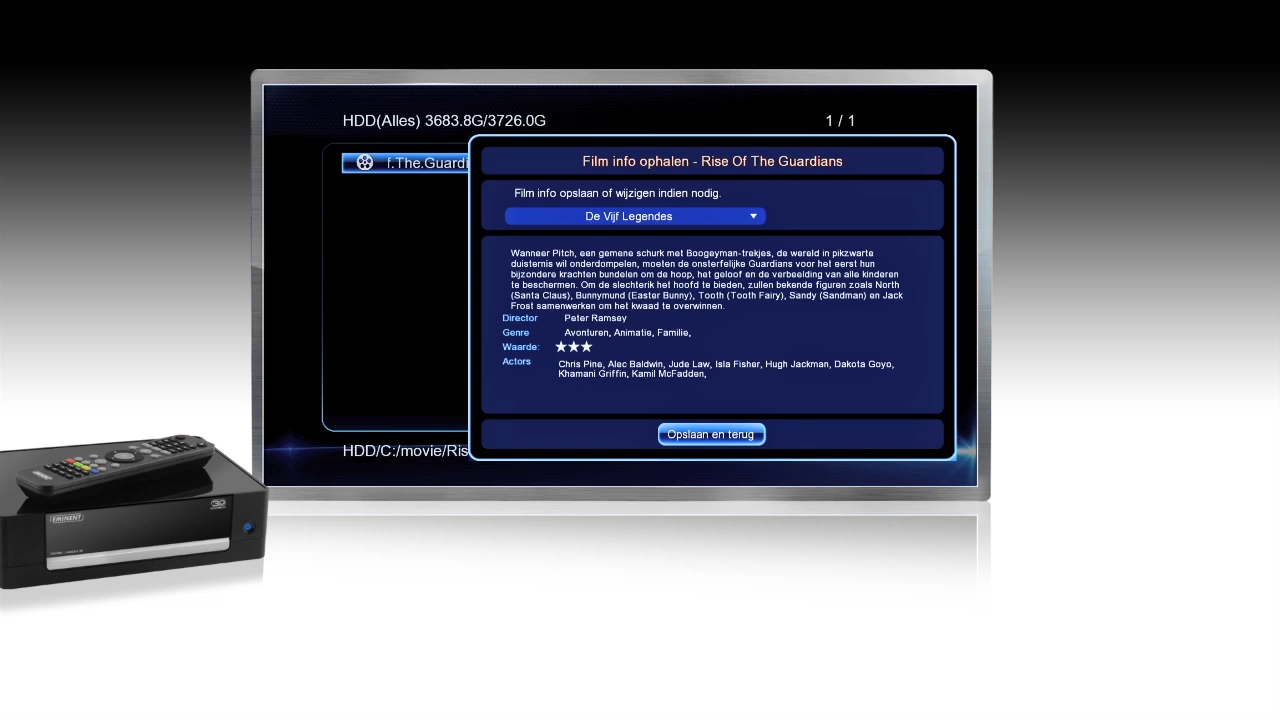 HDD(Alles) 3683.8G/3726.0G
1 / 1
f.The.Guardi
Film info ophalen - Rise Of The Guardians
Film info opslaan of wijzigen indien nodig.
De Vijf Legendes
Wanneer Pitch, een gemene schurk met Boogeyman-trekjes, de wereld in pikzwarte
duisternis wil onderdompelen, moeten de onsterfelijke Guardians voor het eerst hun
bijzondere krachten bundelen om de hoop, het geloof en de verbeelding van alle kinderen
te beschermen. Om de slechterik het hoofd te bieden, zullen bekende figuren zoals North
(Santa Claus), Bunnymund (Easter Bunny), Tooth (Tooth Fairy), Sandy (Sandman) en Jack
Frost samenwerken om het kwaad te overwinnen.
Director Peter Ramsey
Genre Avonturen, Animatie, Familie,
Waarde:
Actors Chris Pine, Alec Baldwin, Jude Law, Isla Fisher, Hugh Jackman, Dakota Goyo,
Khamani Griffin, Kamil McFadden,
Opslaan en terug
HDD/C:/movie/Ris
EMINENT
3D